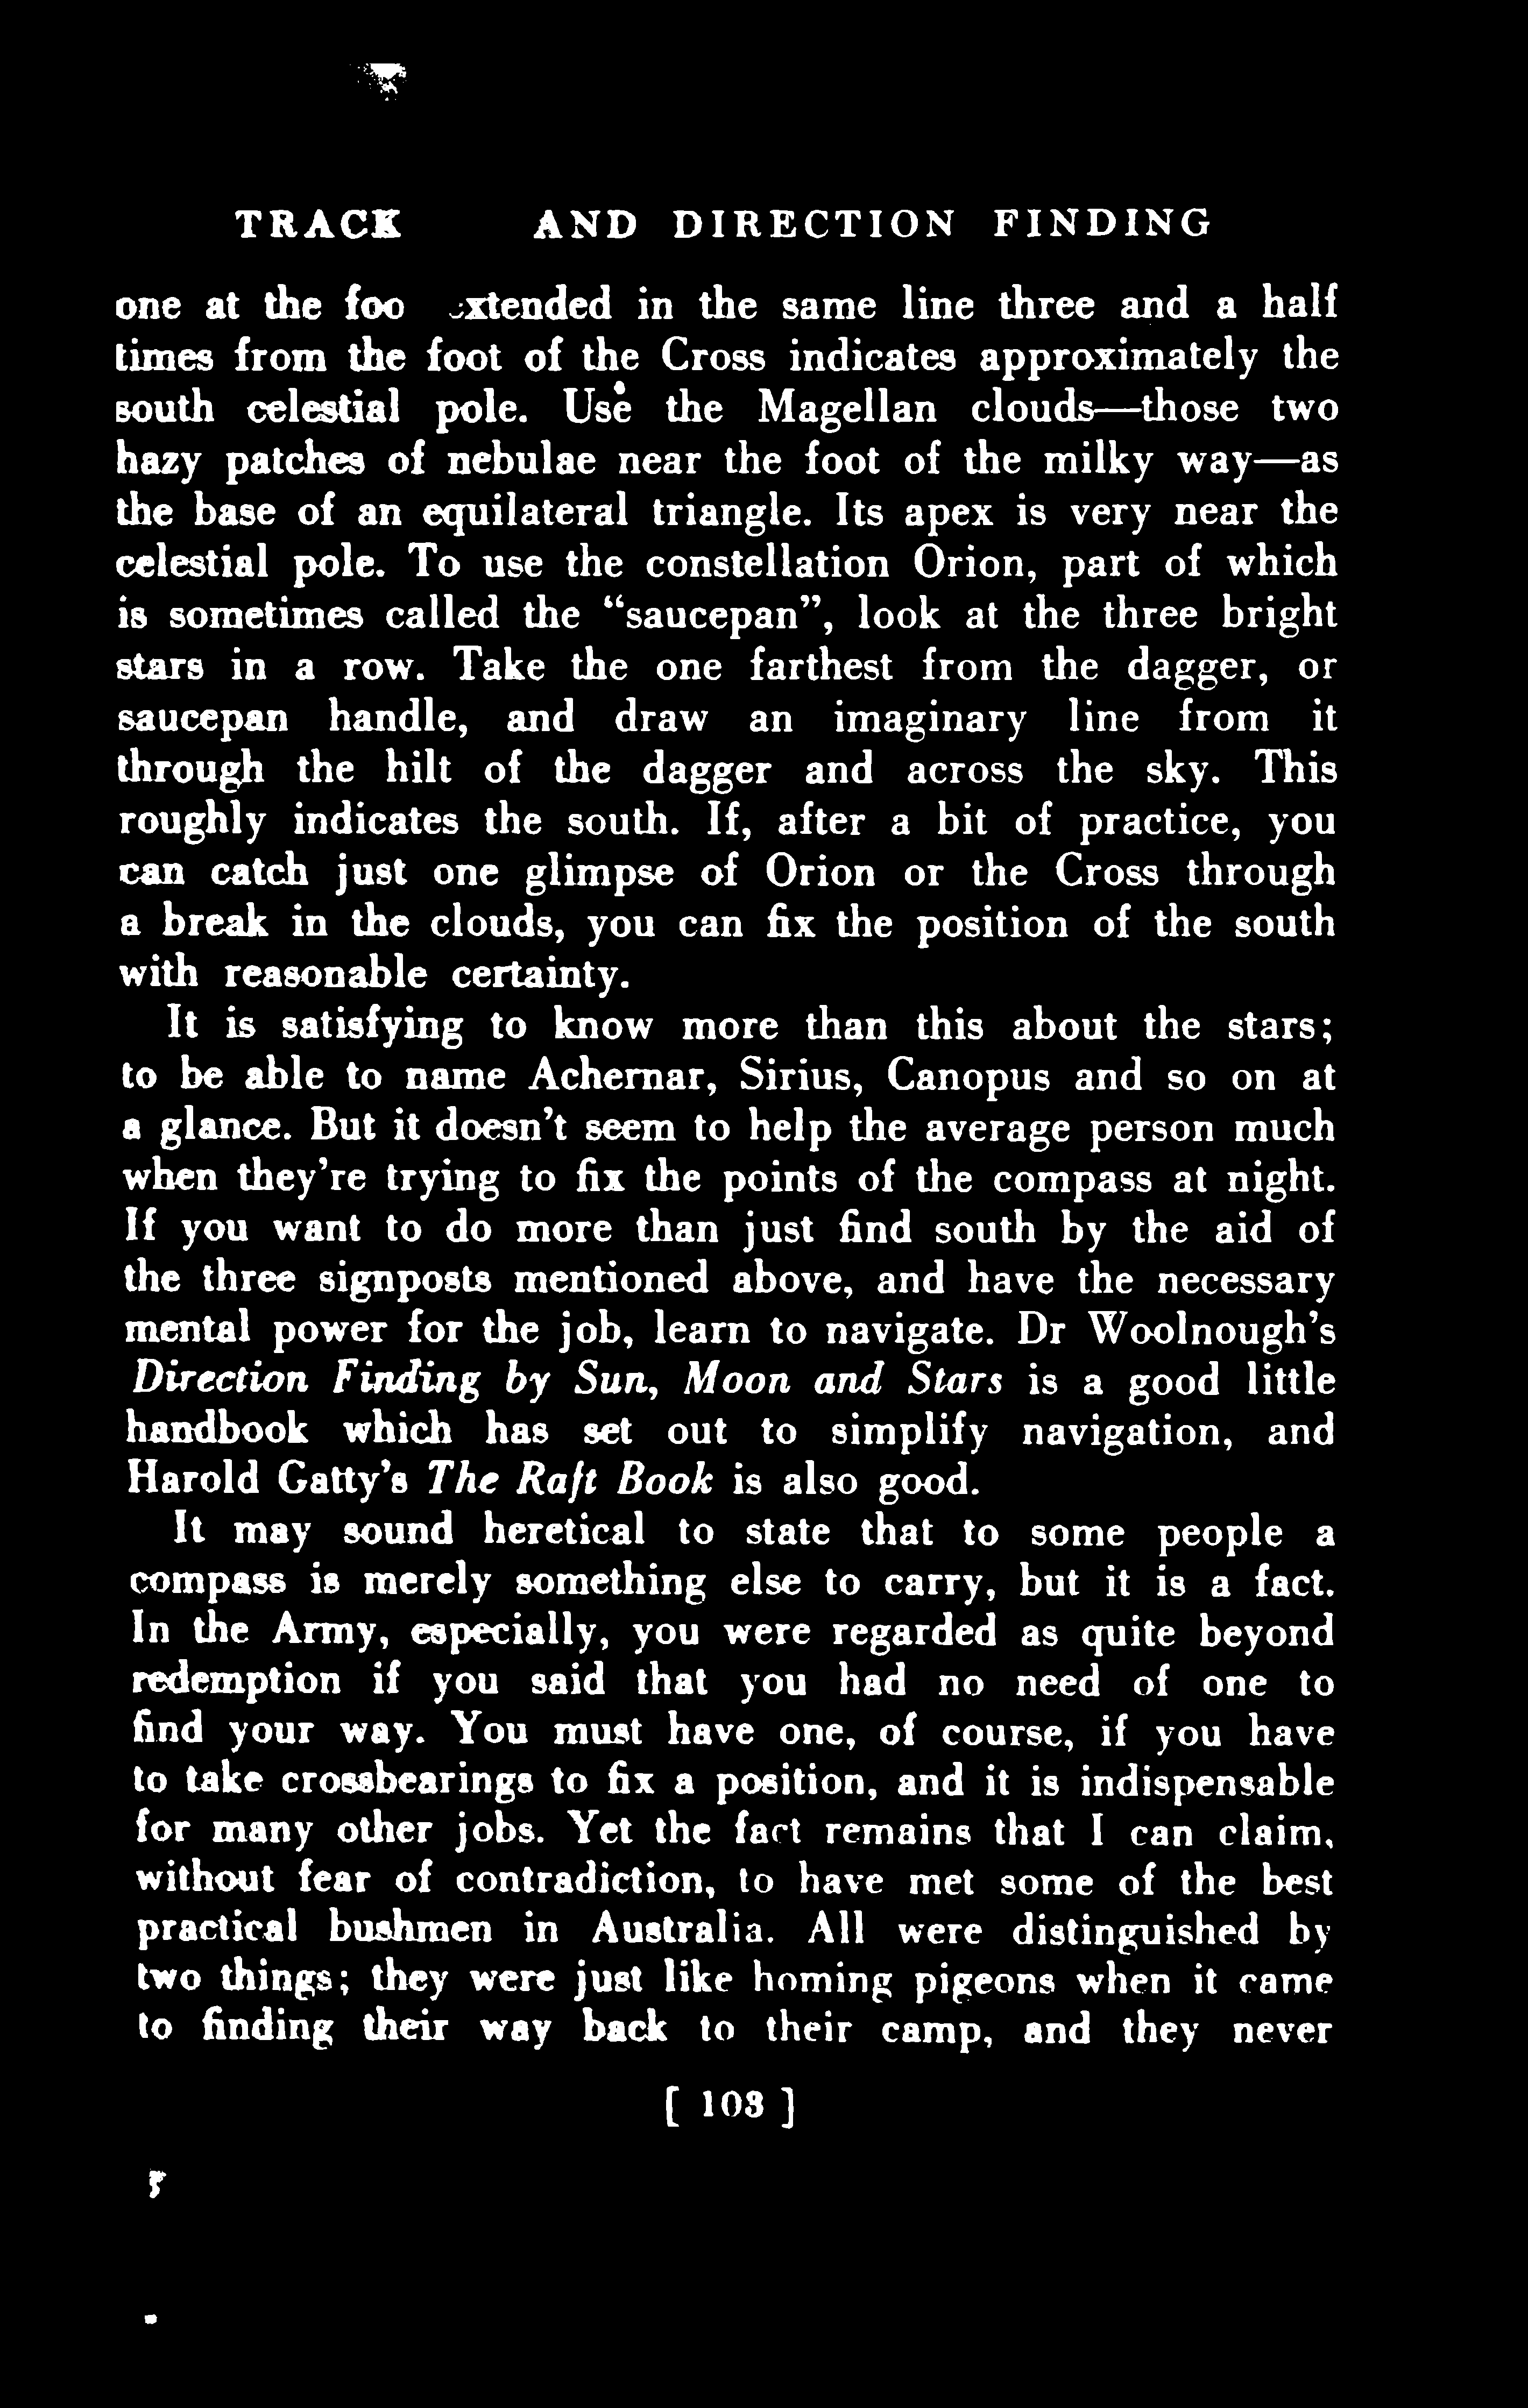 TRACK AND DIRECTION FINDING
one at the foo xtended in the same line three and a half
times from the foot of the Cross indicates approximately the
south celestial pole. Use the Magellan clouds—those two
hazy patches of nebulae near the foot of the milky way—as
the base of an equilateral triangle. Its apex is very near the
celestial pole. To use the constellation Orion, part of which
is sometimes called the “saucepan”, look at the three bright
stars in a row. Take the one farthest from the dagger, or
saucepan handle, and draw an imaginary line from it
through the hilt of the dagger and across the sky. This
roughly indicates the south. If, after a bit of practice, you
can catch just one glimpse of Orion or the Cross through
a break in the clouds, you can fix the position of the south
with reasonable certainty.
It is satisfying to know more than this about the stars;
to be able to name Achernar, Sirius, Canopus and so on at
a glance. But it doesn’t seem to help the average person much
when they’re trying to fix the points of the compass at night.
If you want to do more than just find south by the aid of
the three signposts mentioned above, and have the necessary
mental power for the job, learn to navigate. Dr Woolnough’s
Direction Finding by Sun, Moon and Stars is a good little
handbook which has set out to simplify navigation, and
Harold Gatty’s The Raft Book is also good.
It may sound heretical to state that to some people a
compass is merely something else to carry, but it is a fact.
In the Army, especially, you were regarded as quite beyond
redemption if you said that you had no need of one to
find your way. You must have one, of course, if you have
to take crossbearings to fix a position, and it is indispensable
for many other jobs. Yet the fact remains that I can claim,
without fear of contradiction, to have met some of the best
practical bushmen in Australia. All were distinguished by
two things; they were just like homing pigeons when it came
to finding their way back to their camp, and they never
[ 103 ]